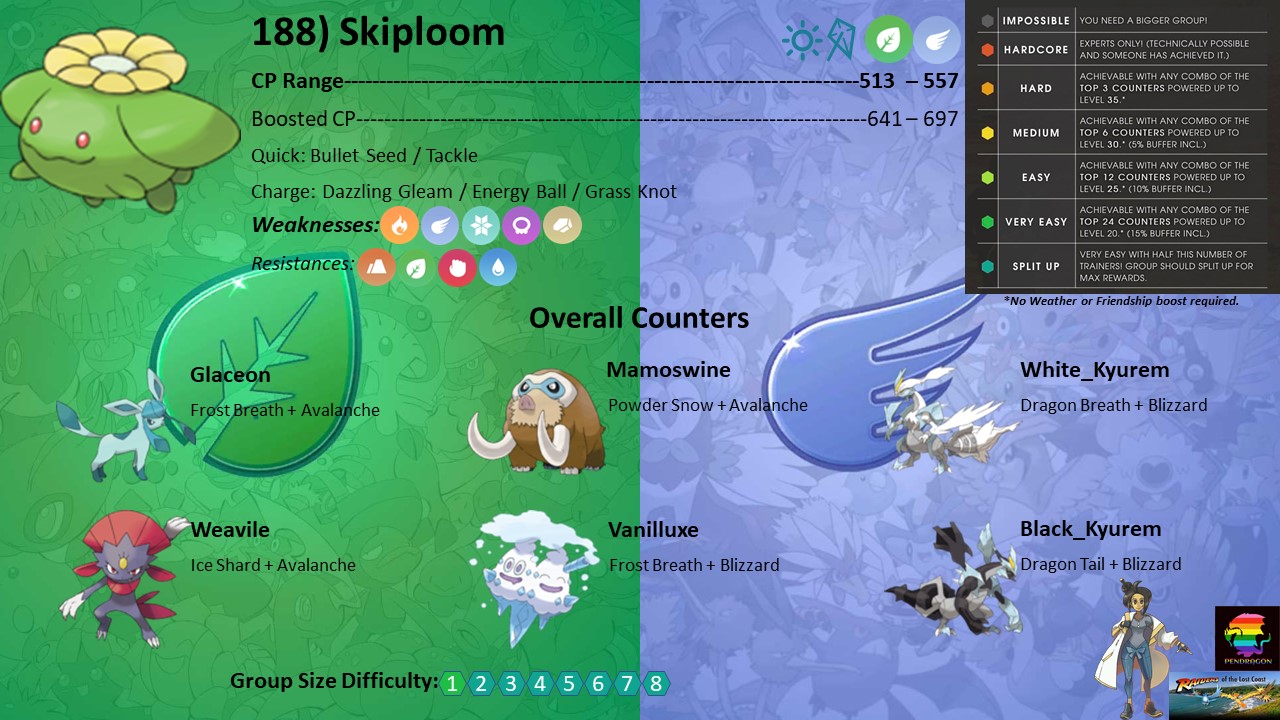 188) Skiploom
CP Range------------------------------------------------------------------------------------513 – 557
Boosted CP-----------------------------------------------------------------------------------641 – 697
Quick: Bullet Seed / Tackle
Charge: Dazzling Gleam / Energy Ball / Grass Knot
Weaknesses:
Resistances:
IMPOSSIBLE YOU NEED A BIGGER GROUP!
HARDCORE EXPERTS ONLY! (TECHNICALLY POSSIBLE
AND SOMEONE HAS ACHIEVED IT.)
HARD ACHIEVABLE WITH ANY COMBO OF THE
TOP 3 COUNTERS POWERED UP TO
LEVEL 35.*
MEDIUM ACHIEVABLE WITH ANY COMBO OF THE
TOP 6 COUNTERS POWERED UP TO
LEVEL 30.* (5% BUFFER INCL.)
EASY ACHIEVABLE WITH ANY COMBO OF THE
TOP 12 COUNTERS POWERED UP TO
LEVEL 25.* (10% BUFFER INCL.)
VERY EASY ACHIEVABLE WITH ANY COMBO OF THE
TOP 24 COUNTERS POWERED UP TO
LEVEL 20.* (15% BUFFER INCL.)
SPLIT UP VERY EASY WITH HALF THIS NUMBER OF
TRAINERS! GROUP SHOULD SPLIT UP FOR
MAX REWARDS.
*No Weather or Friendship boost required.
Overall Counters
Glaceon
Frost Breath + Avalanche
Mamoswine
Powder Snow + Avalanche
White_Kyurem
Dragon Breath + Blizzard
Weavile
Ice Shard + Avalanche
Vanilluxe
Frost Breath + Blizzard
Black_Kyurem
Dragon Tail + Blizzard
Group Size Difficulty: 1 2 3 4 5 6 7 8
PENDRAGON
RAIDERS of the Lost Coast